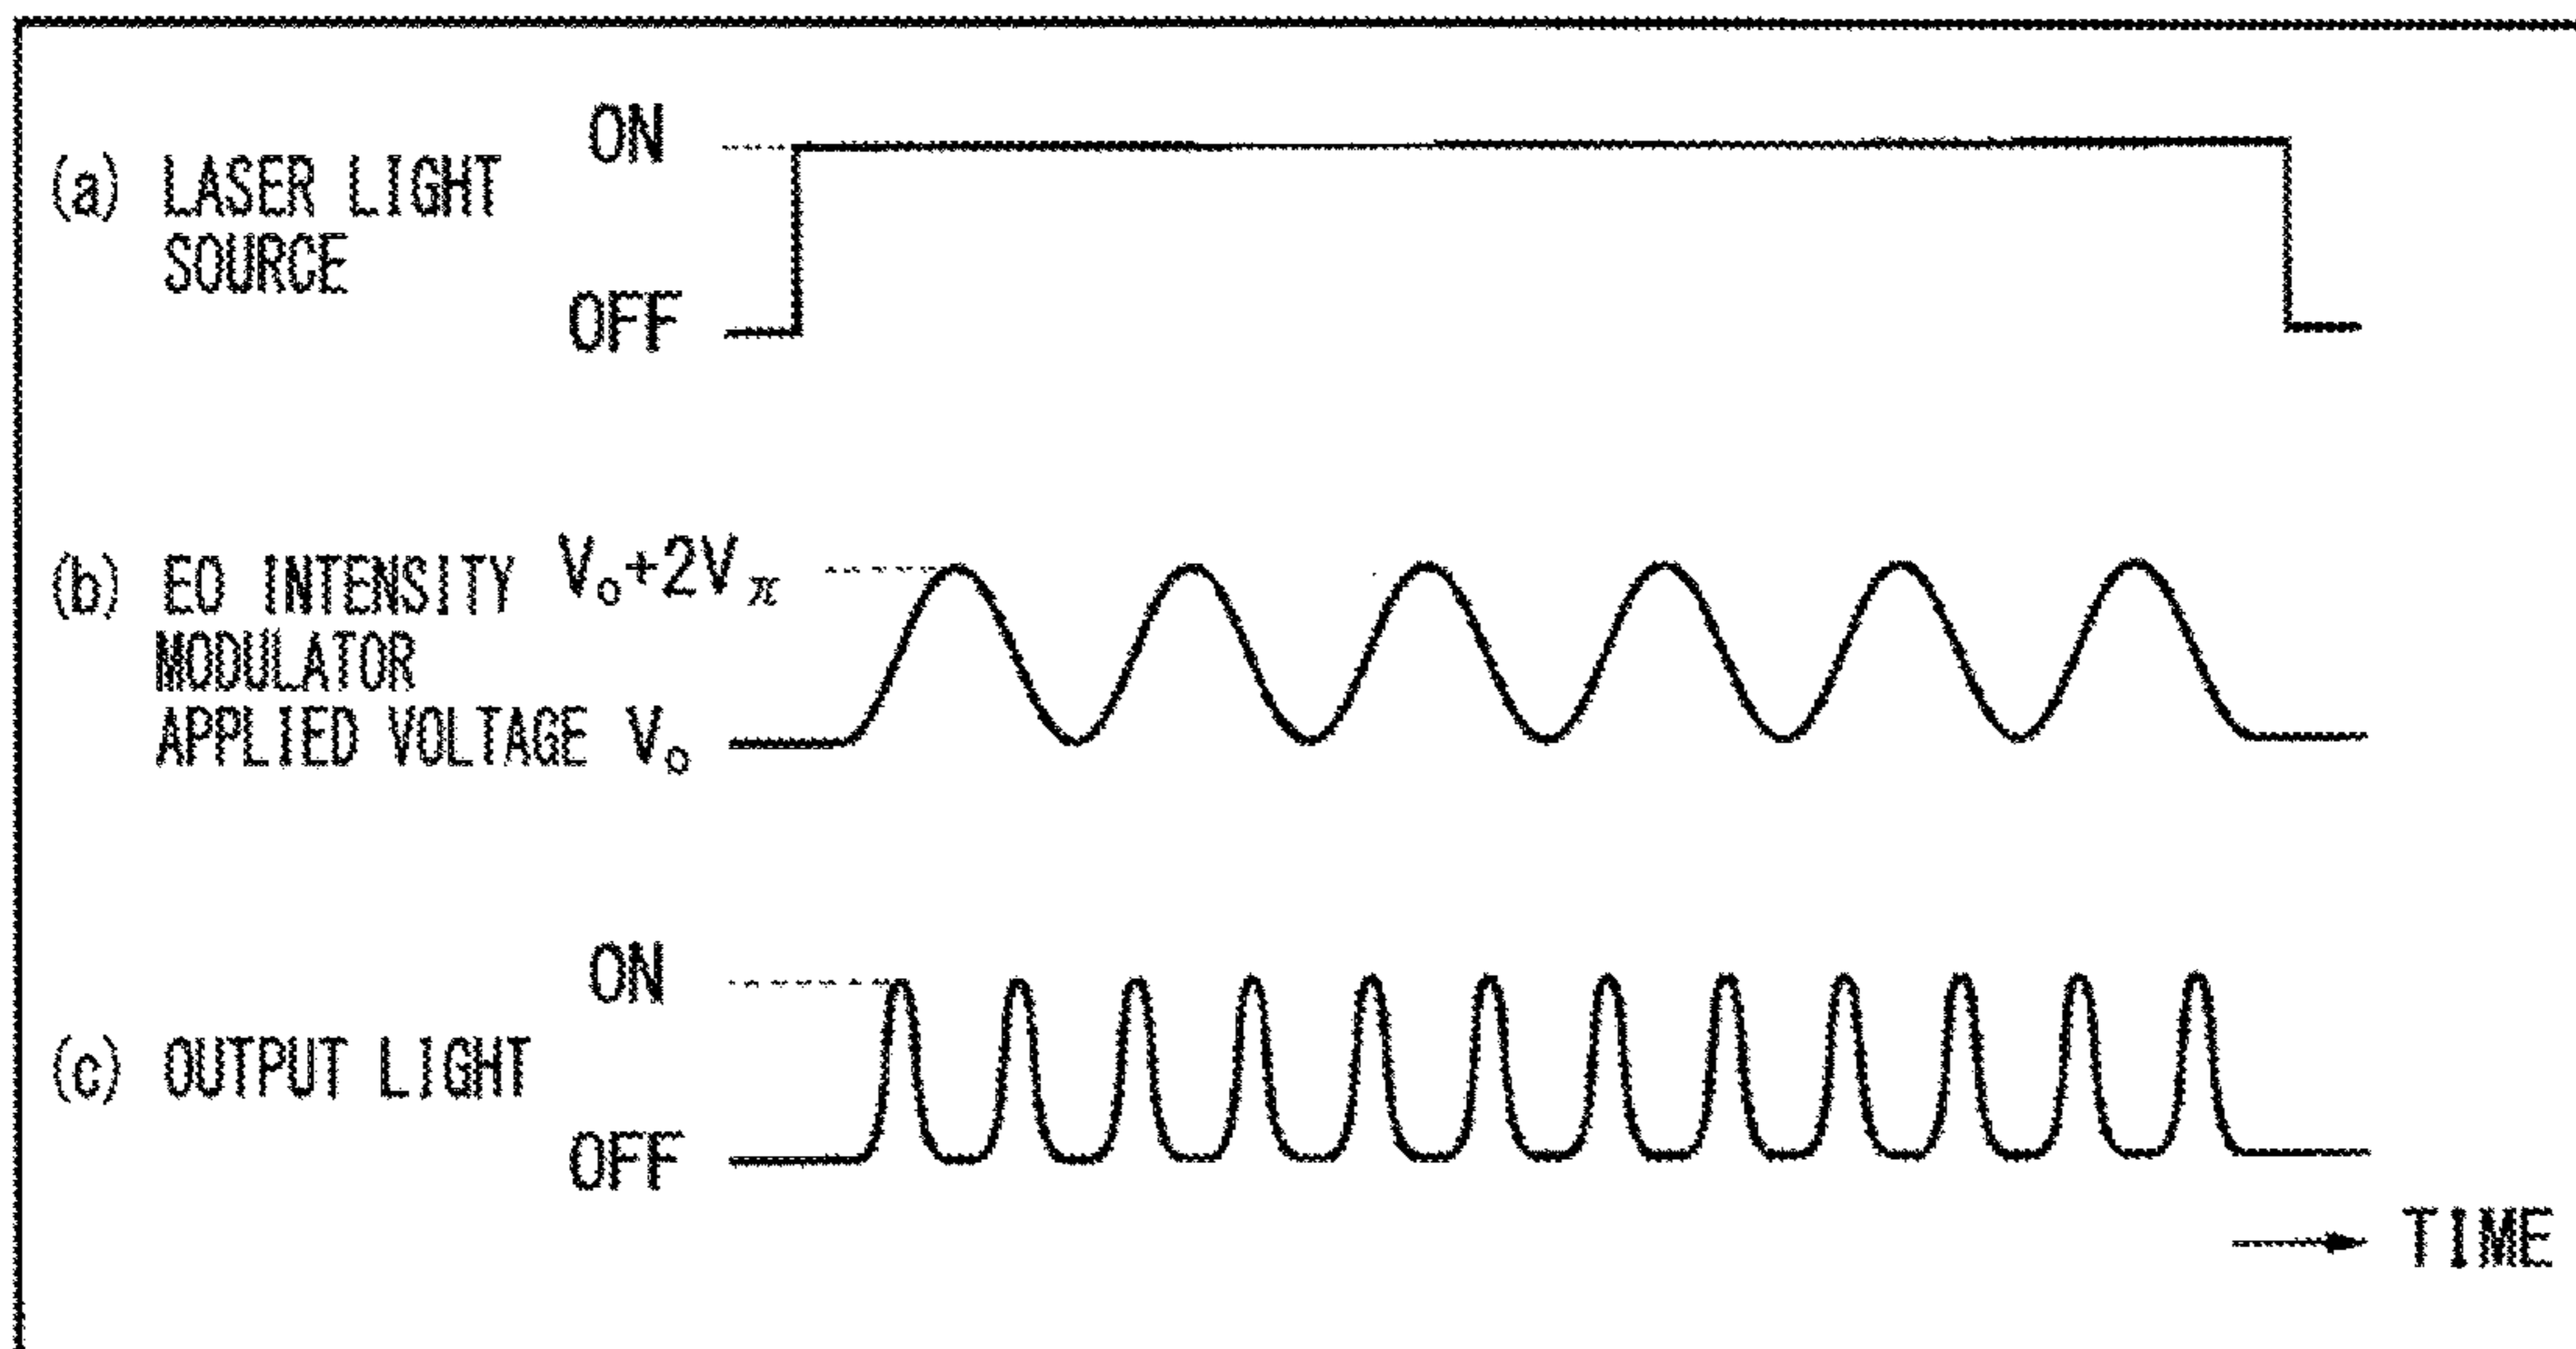 ON
(a) LASER LIGHT
SOURCE
OFF
(b) EO INTENSITY V₀+2Vπ
MODULATOR
APPLIED VOLTAGE V₀
ON
(c) OUTPUT LIGHT
OFF
TIME